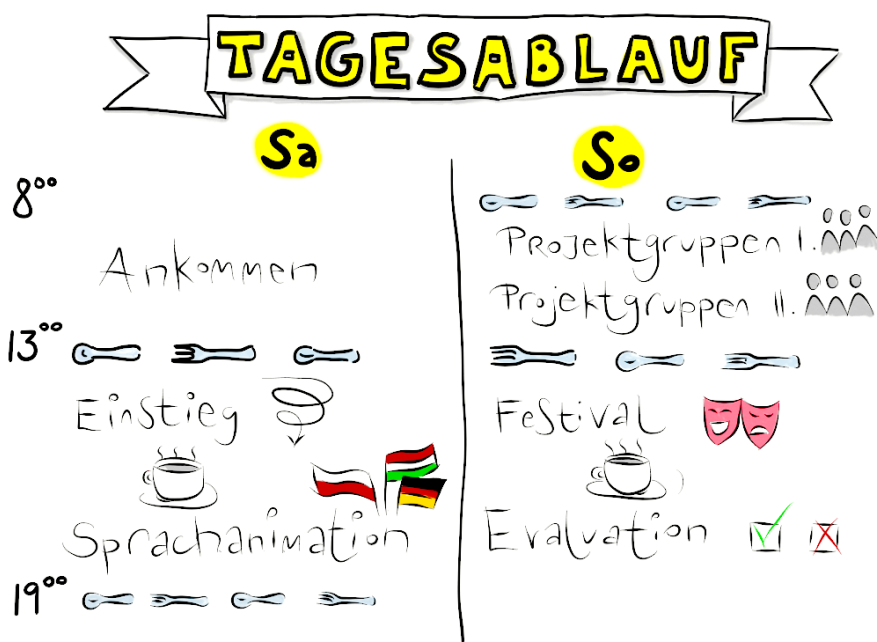 TAGESABLAUF
Sa
So
8⁰⁰
Ankommen
Projektgruppen I.
Projektgruppen II.
13⁰⁰
Einstieg
Festival
Sprachanimation
Evaluation
19⁰⁰